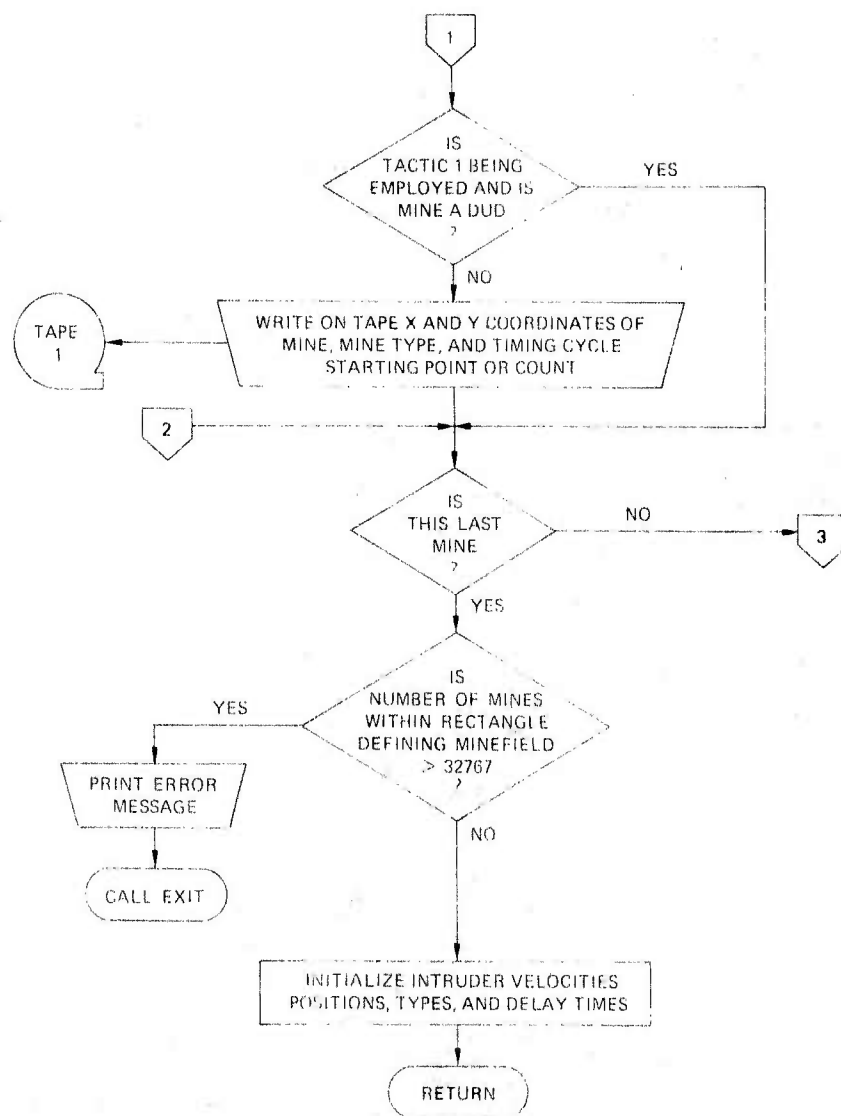 1
IS
TACTIC 1 BEING
EMPLOYED AND IS
MINE A DUD
?
YES
NO
WRITE ON TAPE X AND Y COORDINATES OF
MINE, MINE TYPE, AND TIMING CYCLE
STARTING POINT OR COUNT
TAPE
1
2
IS
THIS LAST
MINE
?
NO
3
YES
IS
NUMBER OF MINES
WITHIN RECTANGLE
DEFINING MINEFIELD
> 32767
?
YES
PRINT ERROR
MESSAGE
CALL EXIT
NO
INITIALIZE INTRUDER VELOCITIES
POSITIONS, TYPES, AND DELAY TIMES
RETURN